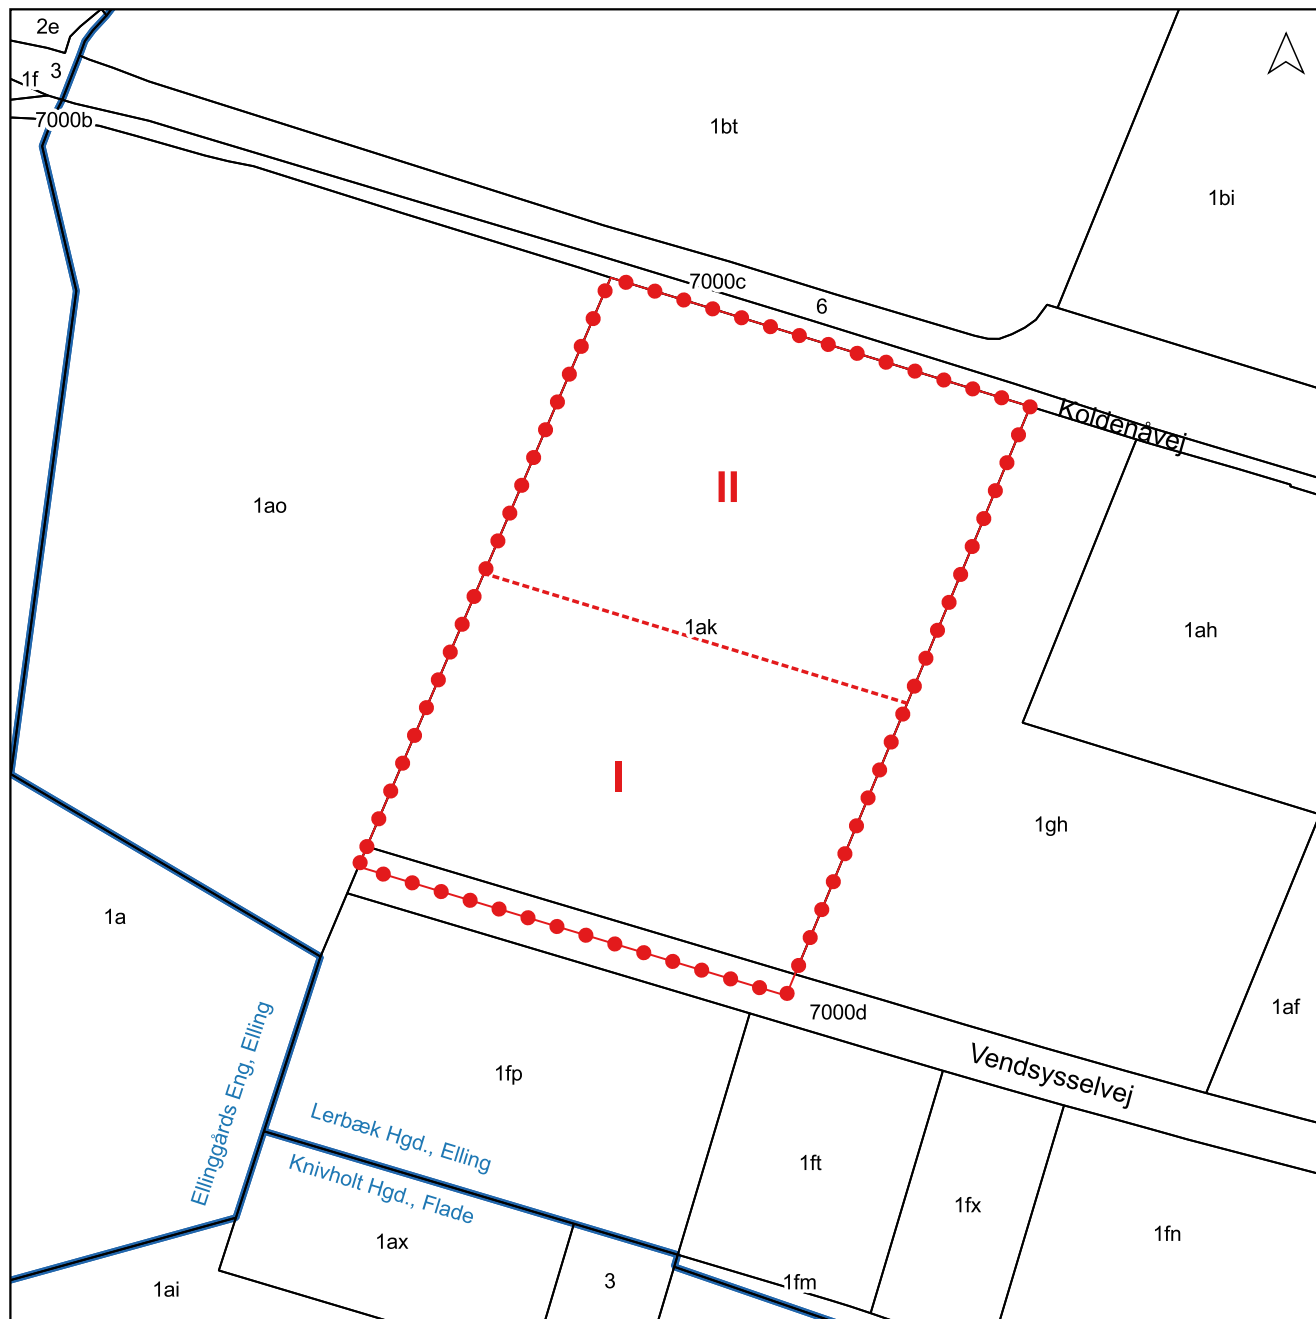 2e
3
1f
7000b
1bt
1bi
7000c
6
Koldenåvej
II
1ao
1ak
1ah
I
1gh
1a
1af
7000d
Vendsysselvej
Ellinggårds Eng, Elling
1fp
Lerbæk Hgd., Elling
Knivholt Hgd., Flade
1ft
1fx
1fn
1ax
3
1fm
1ai